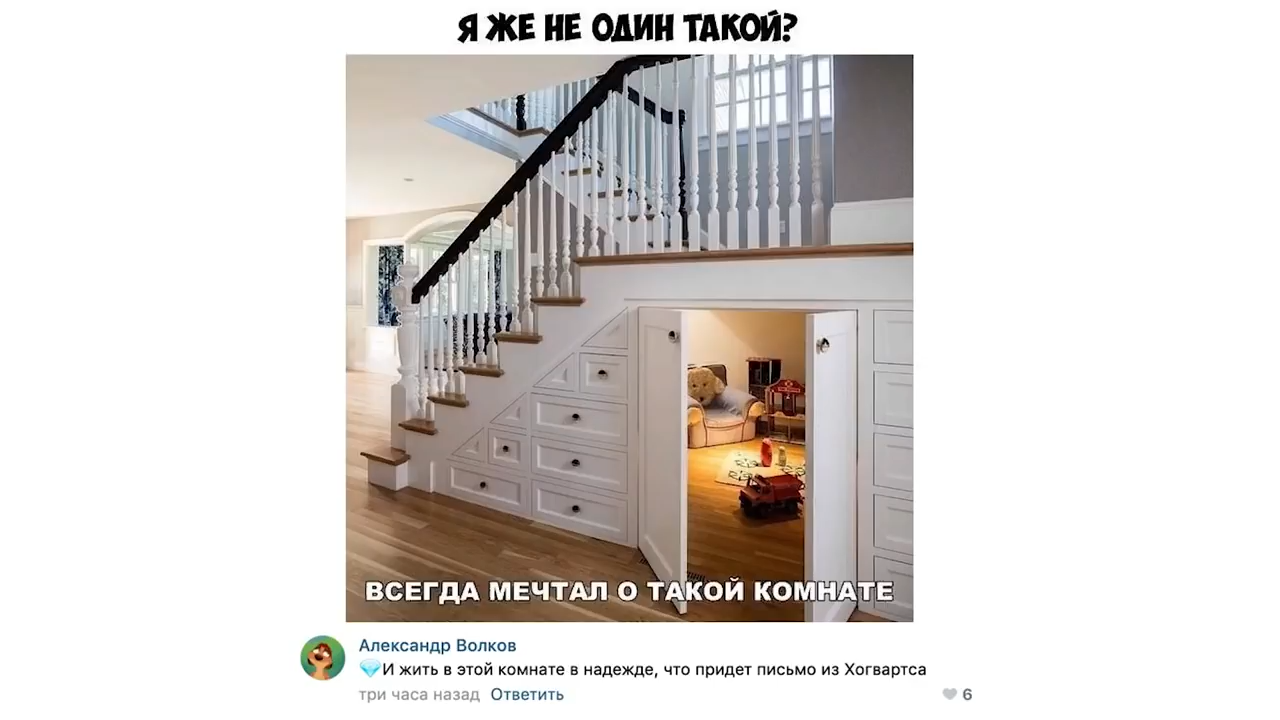 Я ЖЕ НЕ ОДИН ТАКОЙ?
ВСЕГДА МЕЧТАЛ О ТАКОЙ КОМНАТЕ
Александр Волков
💎И жить в этой комнате в надежде, что придет письмо из Хогвартса
три часа назад Ответить
6